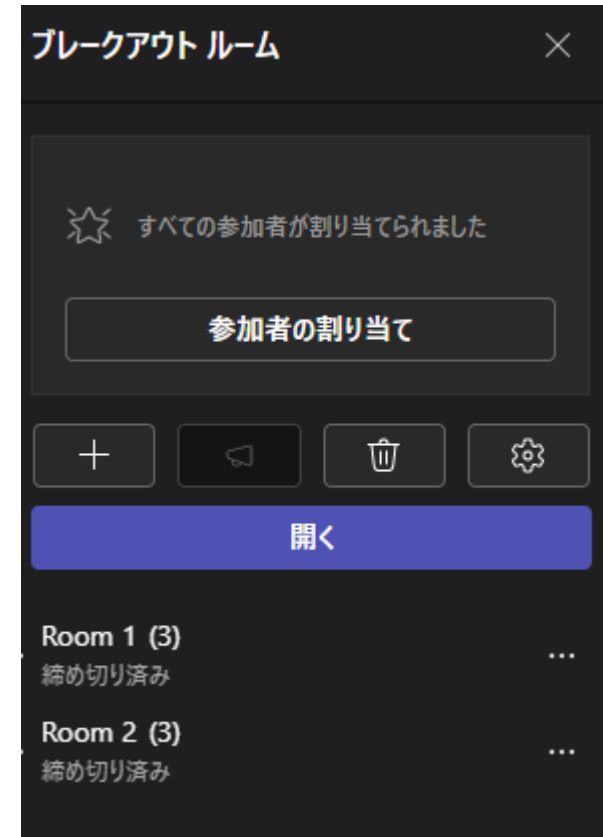 ブレークアウト ルーム
すべての参加者が割り当てられました
参加者の割り当て
開く
Room 1 (3)
締め切り済み
Room 2 (3)
締め切り済み